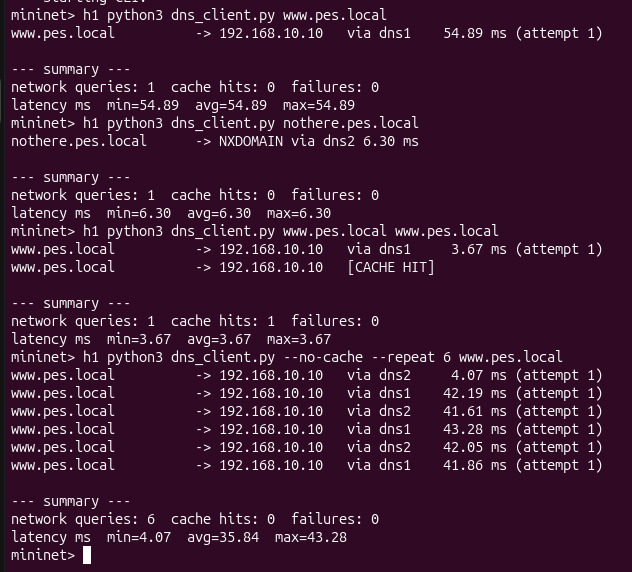 mininet> h1 python3 dns_client.py www.pes.local
www.pes.local          -> 192.168.10.10   via dns1    54.89 ms (attempt 1)

--- summary ---
network queries: 1  cache hits: 0  failures: 0
latency ms  min=54.89  avg=54.89  max=54.89
mininet> h1 python3 dns_client.py nothere.pes.local
nothere.pes.local      -> NXDOMAIN via dns2 6.30 ms

--- summary ---
network queries: 1  cache hits: 0  failures: 0
latency ms  min=6.30  avg=6.30  max=6.30
mininet> h1 python3 dns_client.py www.pes.local www.pes.local
www.pes.local          -> 192.168.10.10   via dns1     3.67 ms (attempt 1)
www.pes.local          -> 192.168.10.10   [CACHE HIT]

--- summary ---
network queries: 1  cache hits: 1  failures: 0
latency ms  min=3.67  avg=3.67  max=3.67
mininet> h1 python3 dns_client.py --no-cache --repeat 6 www.pes.local
www.pes.local          -> 192.168.10.10   via dns2     4.07 ms (attempt 1)
www.pes.local          -> 192.168.10.10   via dns1    42.19 ms (attempt 1)
www.pes.local          -> 192.168.10.10   via dns2    41.61 ms (attempt 1)
www.pes.local          -> 192.168.10.10   via dns1    43.28 ms (attempt 1)
www.pes.local          -> 192.168.10.10   via dns2    42.05 ms (attempt 1)
www.pes.local          -> 192.168.10.10   via dns1    41.86 ms (attempt 1)

--- summary ---
network queries: 6  cache hits: 0  failures: 0
latency ms  min=4.07  avg=35.84  max=43.28
mininet>